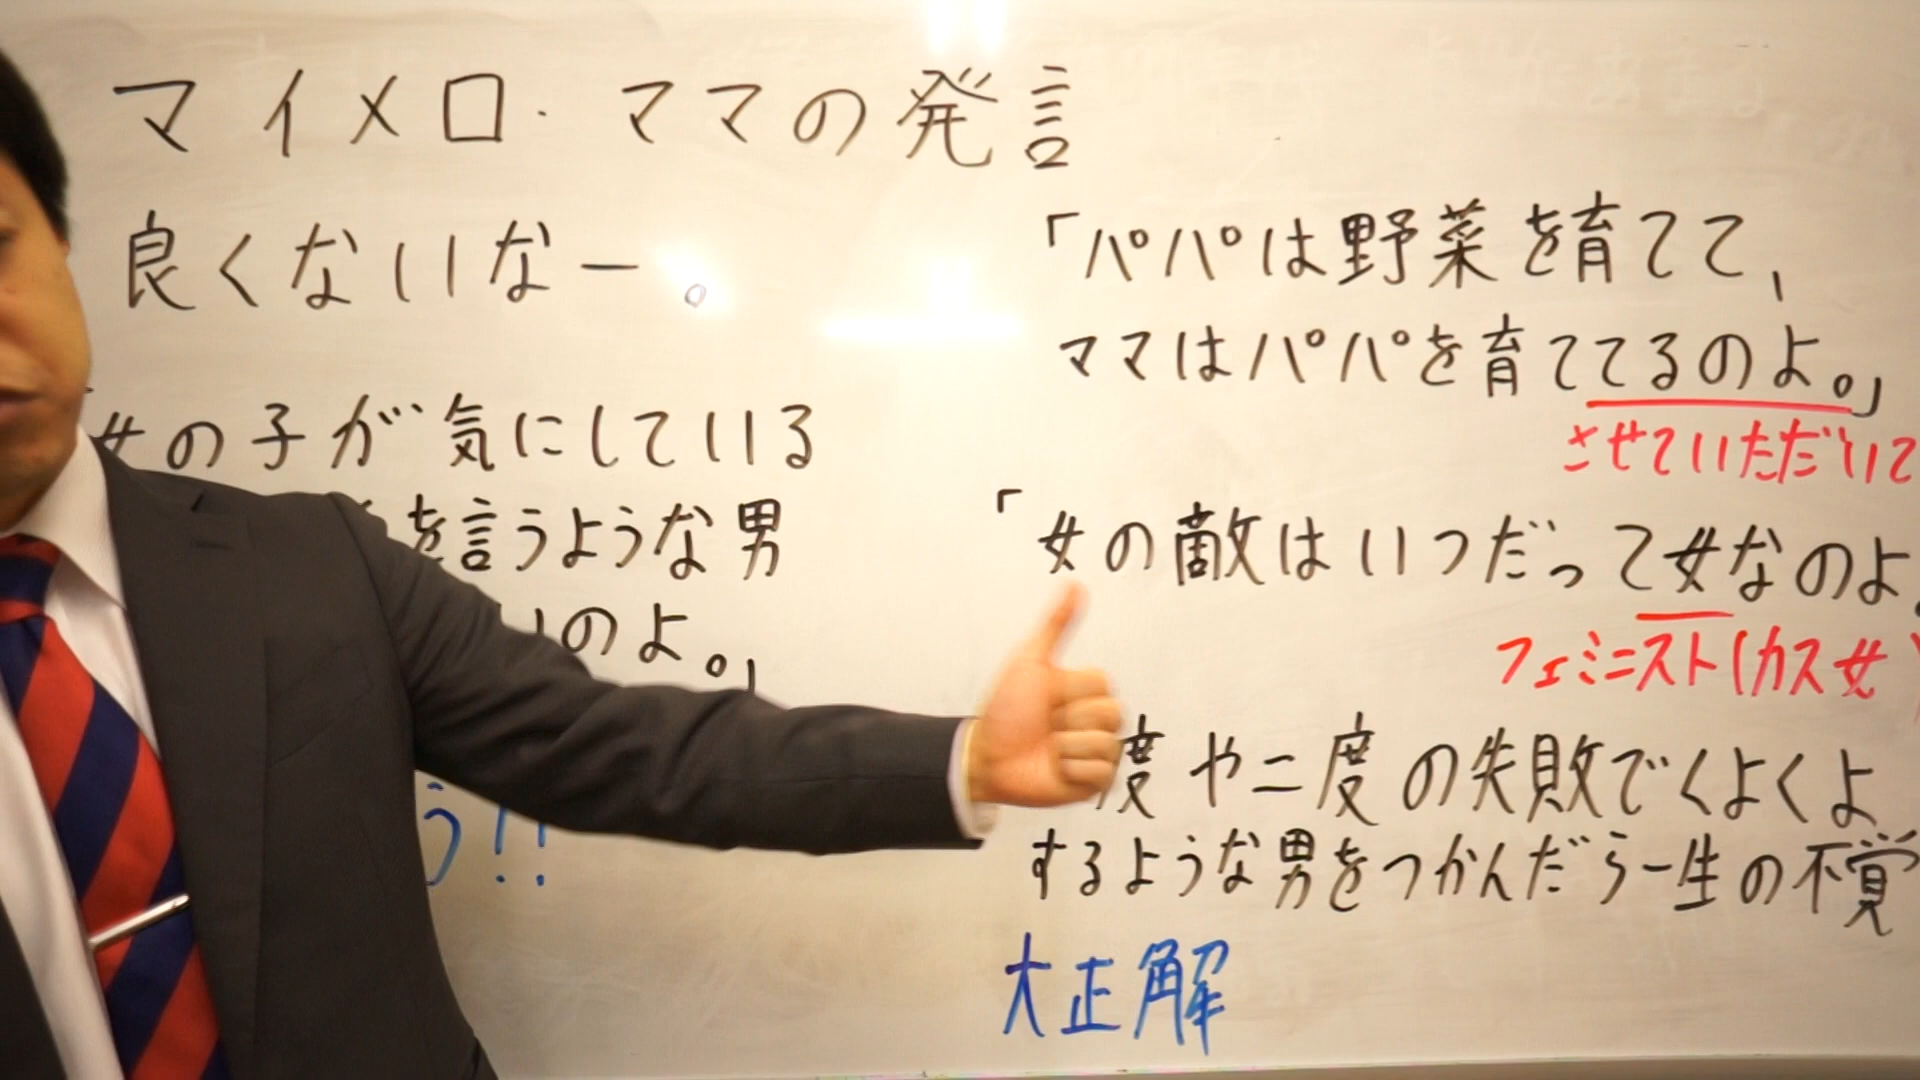 マイメロ・ママの発言
良くないなー。
女の子が気にしている
を言うような男
のよ。」
う!!
「パパは野菜を育てて、
ママはパパを育ててるのよ。」
させていただいて
「女の敵はいつだって女なのよ。
フェミニスト(カス女)
度や二度の失敗でくよくよ
するような男をつかんだら一生の不覚
大正解